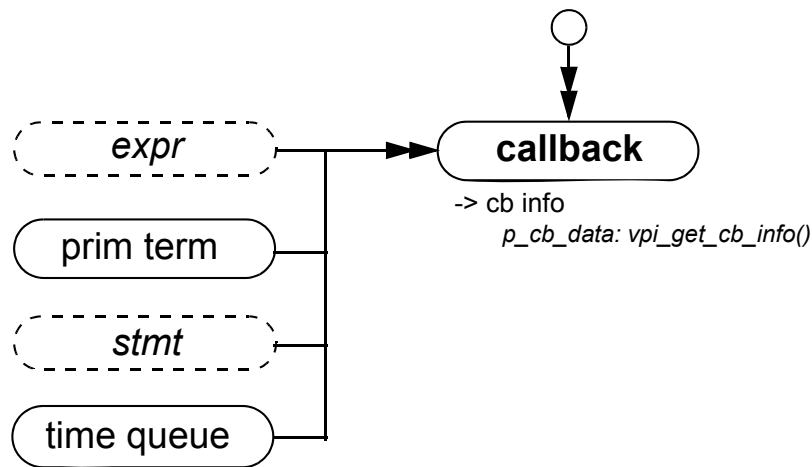 expr
callback
-> cb info
p_cb_data: vpi_get_cb_info()
prim term
stmt
time queue